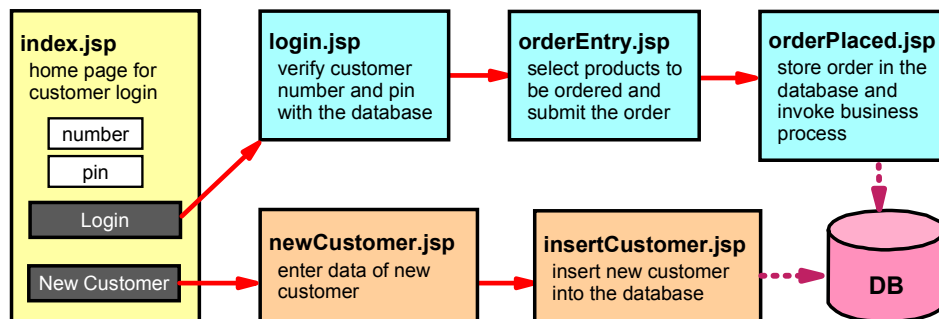 index.jsp
home page for
customer login
number
pin
Login
New Customer
login.jsp
verify customer
number and pin
with the database
orderEntry.jsp
select products to
be ordered and
submit the order
orderPlaced.jsp
store order in the
database and
invoke business
process
newCustomer.jsp
enter data of new
customer
insertCustomer.jsp
insert new customer
into the database
DB